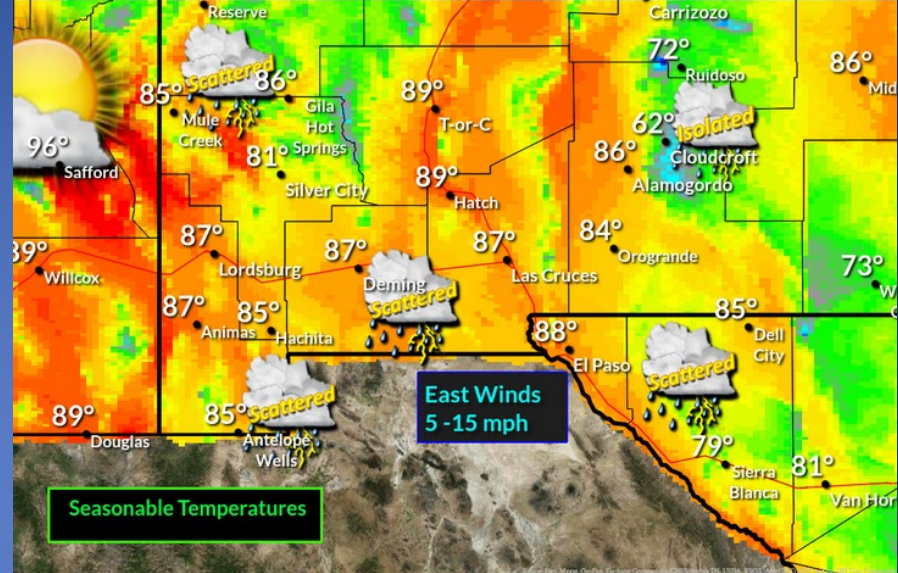 Reserve
Carrizozo
72°
Ruidoso
86°
Mid
Scattered
86°
85°
Mule
Creek
Gila
Hot
Springs
89°
T-or-C
62°
Isolated
Cloudcroft
96°
Safford
81°
Silver City
86°
Alamogordo
89°
Hatch
89°
Willcox
87°
Lordsburg
87°
Deming
Scattered
87°
Las Cruces
84°
Orogrande
73°
W
87°
Animas
85°
Hachita
88°
El Paso
85°
Dell
City
Scattered
East Winds
5 -15 mph
89°
Douglas
85°
Scattered
Antelope
Wells
79°
Sierra
Blanca
81°
Van Hor
Seasonable Temperatures